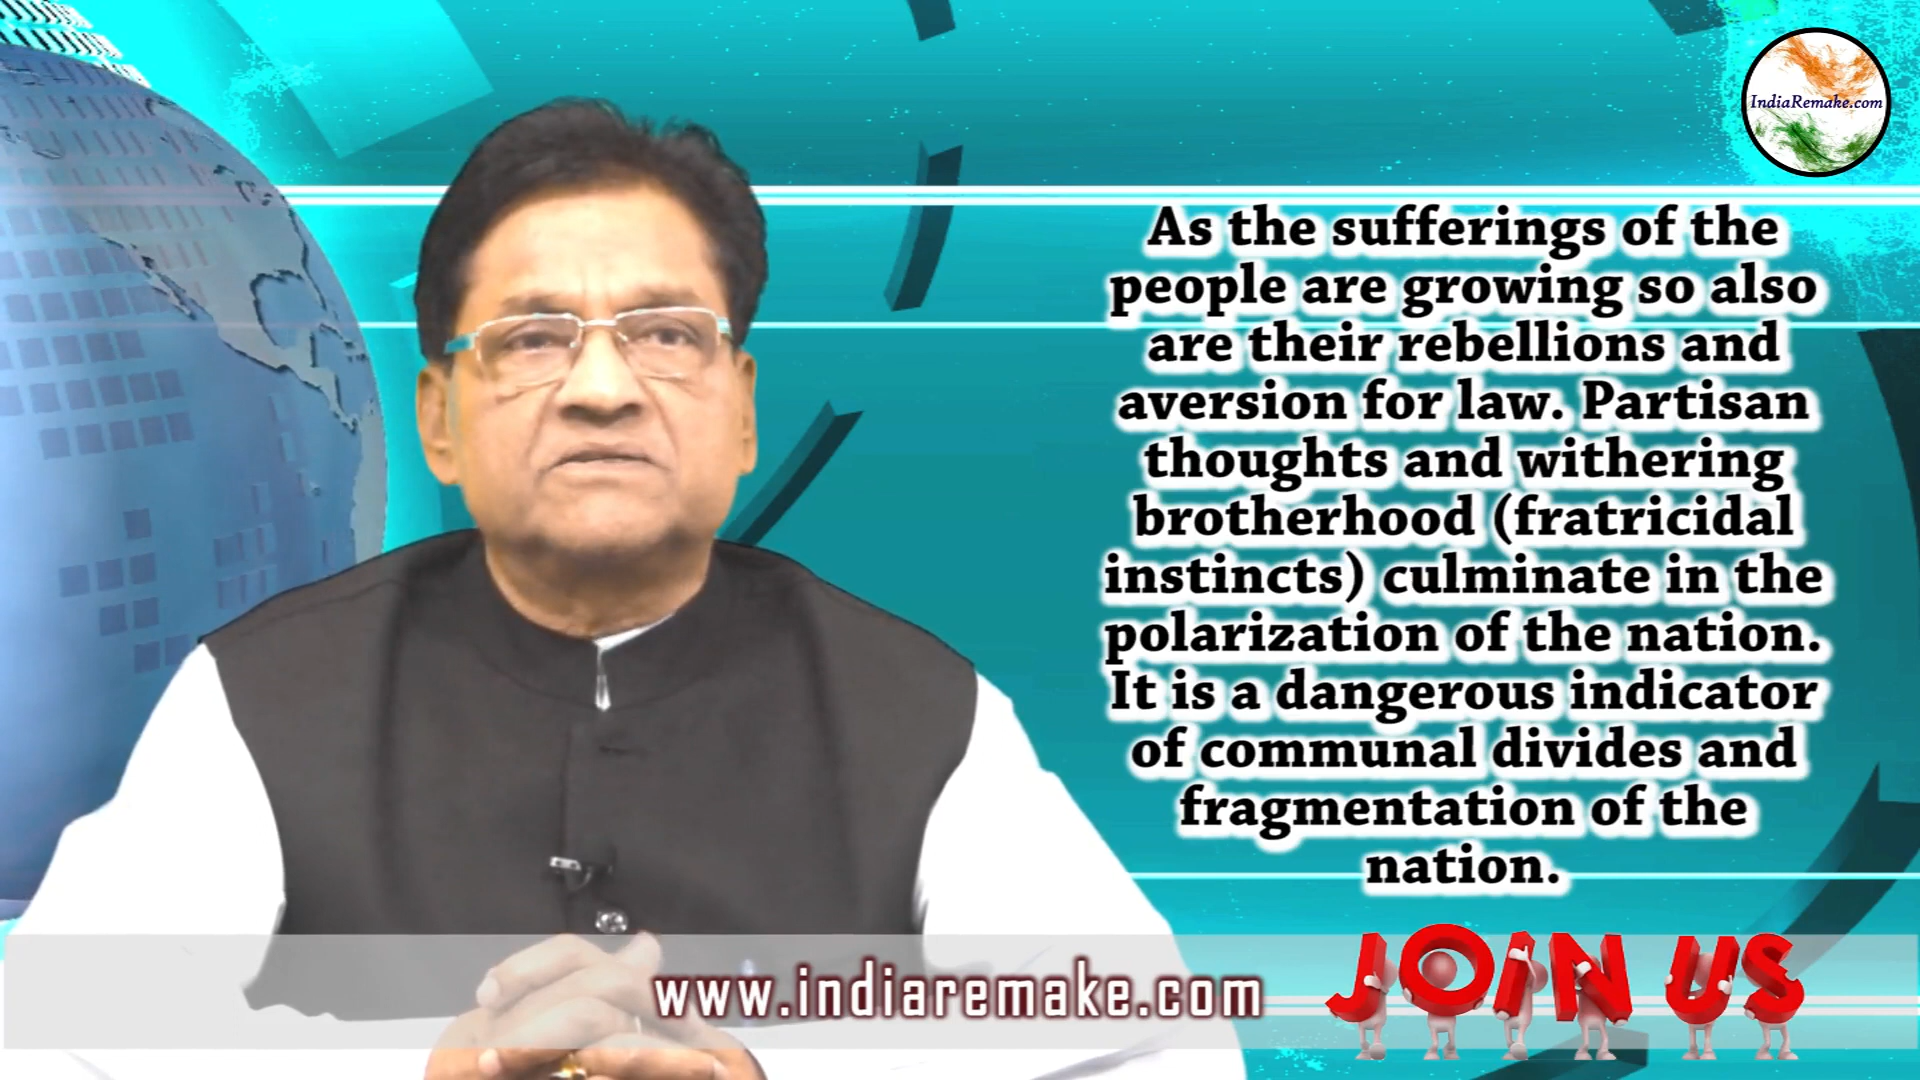 IndiaRemake.com
As the sufferings of the
people are growing so also
are their rebellions and
aversion for law. Partisan
thoughts and withering
brotherhood (fratricidal
instincts) culminate in the
polarization of the nation.
It is a dangerous indicator
of communal divides and
fragmentation of the
nation.
www.indiaremake.com
JOIN US